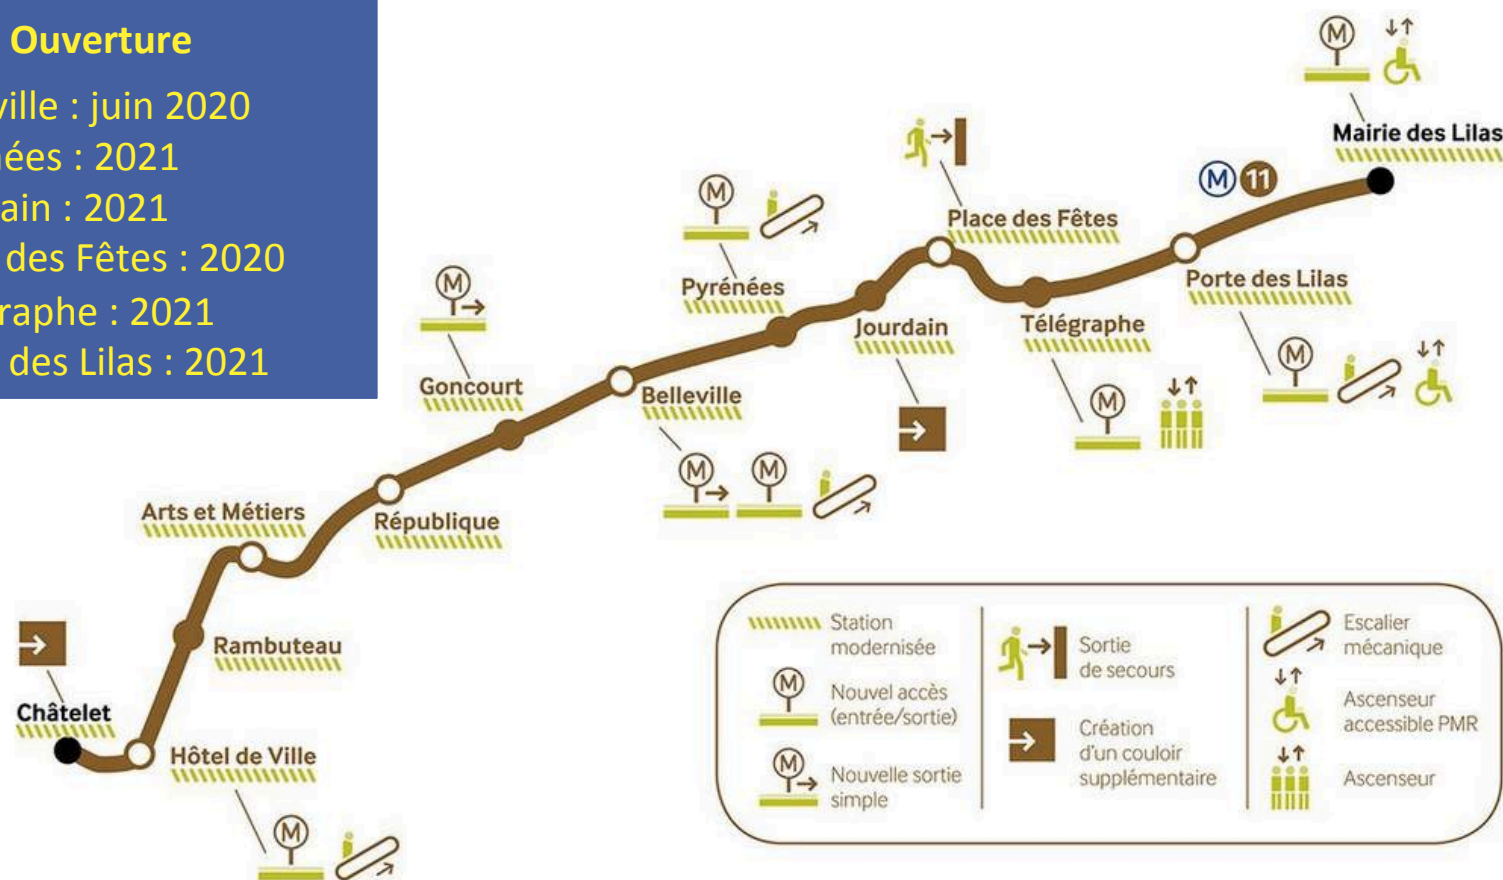 Ouverture
ville : juin 2020
ées : 2021
ain : 2021
des Fêtes : 2020
raphe : 2021
des Lilas : 2021
M
Mairie des Lilas
M 11
M
Place des Fêtes
Pyrénées
Porte des Lilas
M
Jourdain
Télégraphe
M
Goncourt
Belleville
M
M M
Arts et Métiers
République
Rambuteau
Châtelet
Hôtel de Ville
M
Station
modernisée
M
Nouvel accès
(entrée/sortie)
M
Nouvelle sortie
simple
Sortie
de secours
Création
d'un couloir
supplémentaire
Escalier
mécanique
Ascenseur
accessible PMR
Ascenseur